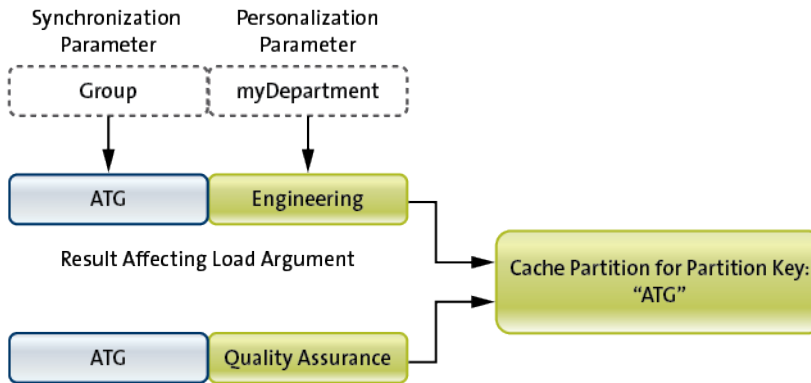 Synchronization Personalization
Parameter Parameter
Group myDepartment
ATG Engineering
Result Affecting Load Argument
Cache Partition for Partition Key:
“ATG”
ATG Quality Assurance